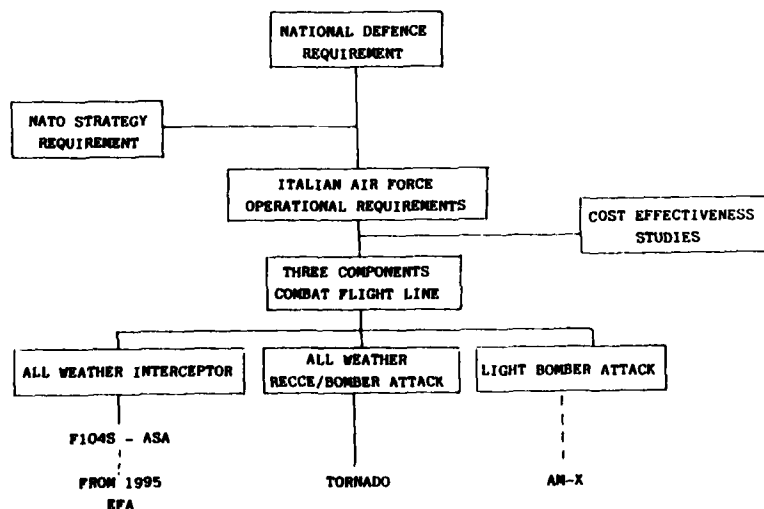 NATIONAL DEFENCE
REQUIREMENT
NATO STRATEGY
REQUIREMENT
ITALIAN AIR FORCE
OPERATIONAL REQUIREMENTS
COST EFFECTIVENESS
STUDIES
THREE COMPONENTS
COMBAT FLIGHT LINE
ALL WEATHER INTERCEPTOR
ALL WEATHER
RECCE/BOMBER ATTACK
LIGHT BOMBER ATTACK
F104S - ASA
FROM 1995
EFA
TORNADO
AM-X